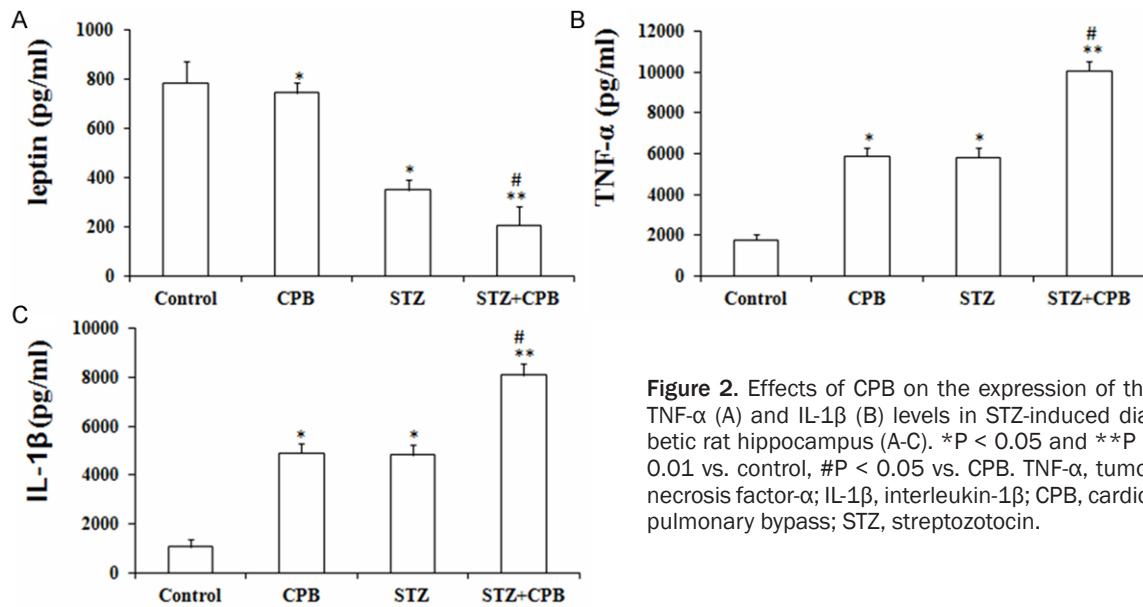 A
leptin (pg/ml)
1000
800
600
400
200
0
*
*
#
**
Control CPB STZ STZ+CPB
B
TNF-α (pg/ml)
12000
10000
8000
6000
4000
2000
0
*
*
#
**
Control CPB STZ STZ+CPB
C
IL-1β (pg/ml)
10000
8000
6000
4000
2000
0
*
*
#
**
Control CPB STZ STZ+CPB
Figure 2. Effects of CPB on the expression of th
TNF-α (A) and IL-1β (B) levels in STZ-induced dia
betic rat hippocampus (A-C). *P < 0.05 and **P
0.01 vs. control, #P < 0.05 vs. CPB. TNF-α, tumo
necrosis factor-α; IL-1β, interleukin-1β; CPB, cardio
pulmonary bypass; STZ, streptozotocin.